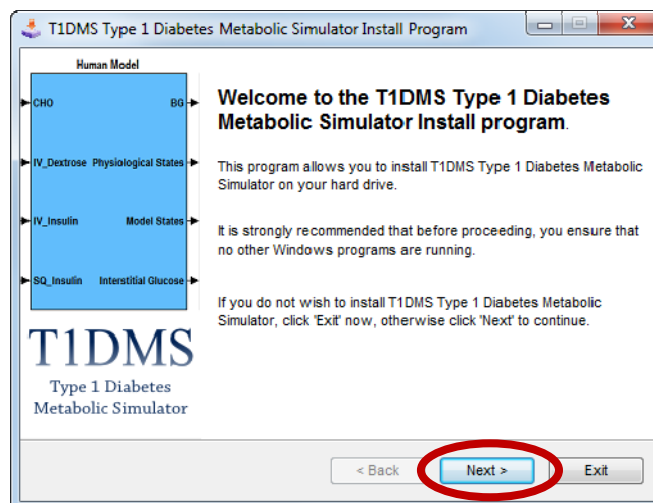 T1DMS Type 1 Diabetes Metabolic Simulator Install Program
Human Model
CHO BG
IV_Dextrose Physiological States
IV_Insulin Model States
SQ_Insulin Interstitial Glucose
T1DMS
Type 1 Diabetes
Metabolic Simulator
Welcome to the T1DMS Type 1 Diabetes
Metabolic Simulator Install program.
This program allows you to install T1DMS Type 1 Diabetes Metabolic
Simulator on your hard drive.
It is strongly recommended that before proceeding, you ensure that
no other Windows programs are running.
If you do not wish to install T1DMS Type 1 Diabetes Metabolic
Simulator, click 'Exit' now, otherwise click 'Next' to continue.
< Back Next > Exit